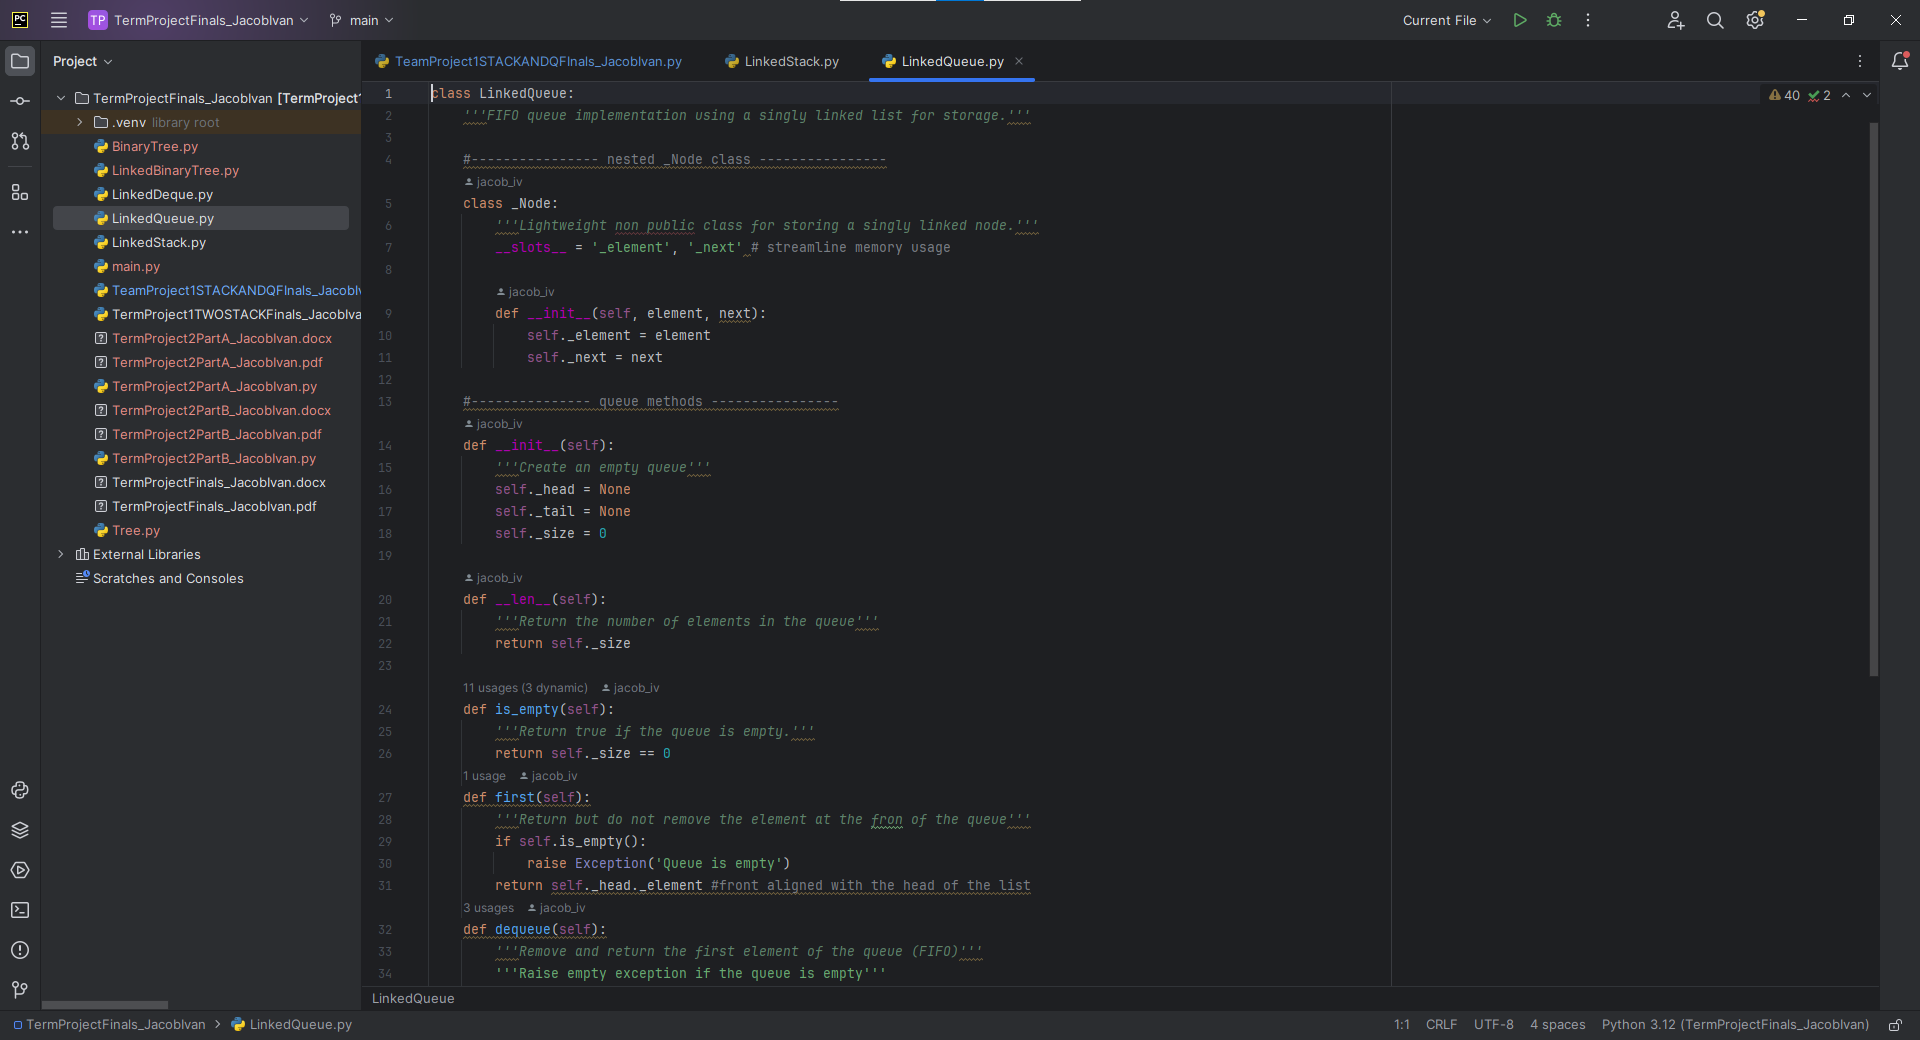 PC
TP TermProjectFinals_JacobIvan main Current File
Project
TeamProject1STACKANDQFInals_JacobIvan.py LinkedStack.py LinkedQueue.py
TermProjectFinals_JacobIvan [TermProject1
.venv library root
BinaryTree.py
LinkedBinaryTree.py
LinkedDeque.py
LinkedQueue.py
LinkedStack.py
main.py
TeamProject1STACKANDQFInals_JacobIv
TermProject1TWOSTACKFinals_JacobIva
TermProject2PartA_JacobIvan.docx
TermProject2PartA_JacobIvan.pdf
TermProject2PartA_JacobIvan.py
TermProject2PartB_JacobIvan.docx
TermProject2PartB_JacobIvan.pdf
TermProject2PartB_JacobIvan.py
TermProjectFinals_JacobIvan.docx
TermProjectFinals_JacobIvan.pdf
Tree.py
External Libraries
Scratches and Consoles
40 2
1 class LinkedQueue:
2 '''FIFO queue implementation using a singly linked list for storage.'''
3
4 #---------------- nested _Node class ----------------
jacob_iv
5 class _Node:
6 '''Lightweight non public class for storing a singly linked node.'''
7 __slots__ = '_element', '_next' # streamline memory usage
8
jacob_iv
9 def __init__(self, element, next):
10 self._element = element
11 self._next = next
12
13 #--------------- queue methods ----------------
jacob_iv
14 def __init__(self):
15 '''Create an empty queue'''
16 self._head = None
17 self._tail = None
18 self._size = 0
19
jacob_iv
20 def __len__(self):
21 '''Return the number of elements in the queue'''
22 return self._size
23
11 usages (3 dynamic) jacob_iv
24 def is_empty(self):
25 '''Return true if the queue is empty.'''
26 return self._size == 0
1 usage jacob_iv
27 def first(self):
28 '''Return but do not remove the element at the fron of the queue'''
29 if self.is_empty():
30 raise Exception('Queue is empty')
31 return self._head._element #front aligned with the head of the list
3 usages jacob_iv
32 def dequeue(self):
33 '''Remove and return the first element of the queue (FIFO)'''
34 '''Raise empty exception if the queue is empty'''
LinkedQueue
TermProjectFinals_JacobIvan LinkedQueue.py 1:1 CRLF UTF-8 4 spaces Python 3.12 (TermProjectFinals_JacobIvan)